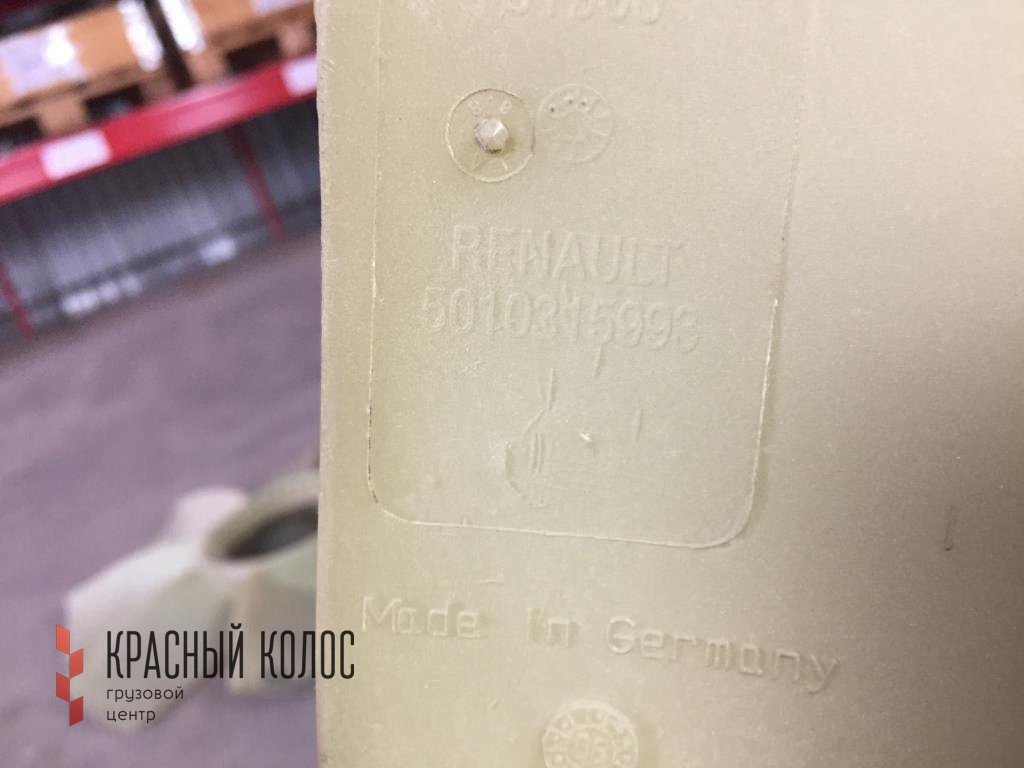 RENAULT
5010315993
Made in Germany
КРАСНЫЙ КОЛОС
грузовой
центр